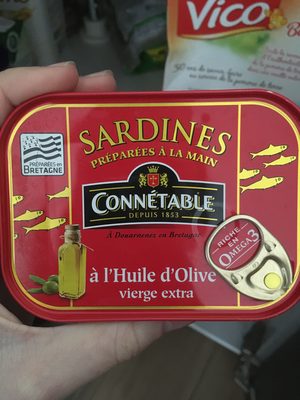 Vico
SARDINES
PRÉPARÉES À LA MAIN
PRÉPARÉES EN
BRETAGNE
CONNÉTABLE
DEPUIS 1853
À Douarnenez en Bretagne
RICHE EN
OMÉGA 3
à l'Huile d'Olive
vierge extra